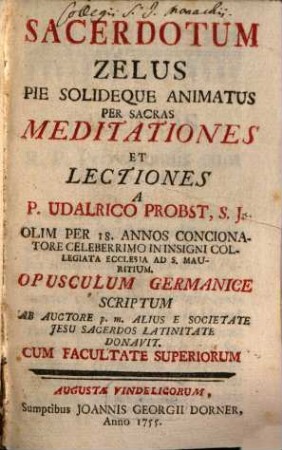 Collegii S. J. Monachii.
SACERDOTUM
ZELUS
PIE SOLIDEQUE ANIMATUS
PER SACRAS
MEDITATIONES
ET
LECTIONES
A
P. UDALRICO PROBST, S. J.
OLIM PER 18. ANNOS CONCIONA-
TORE CELEBERRIMO IN INSIGNI COL-
LEGIATA ECCLESIA AD S. MAU-
RITIUM.
OPUSCULUM GERMANICE
SCRIPTUM
AB AUCTORE p. m. ALIUS E SOCIETATE
JESU SACERDOS LATINITATE
DONAVIT.
CUM FACULTATE SUPERIORUM
AUGUSTÆ VINDELICORUM,
Sumptibus JOANNIS GEORGII DORNER,
Anno 1755.